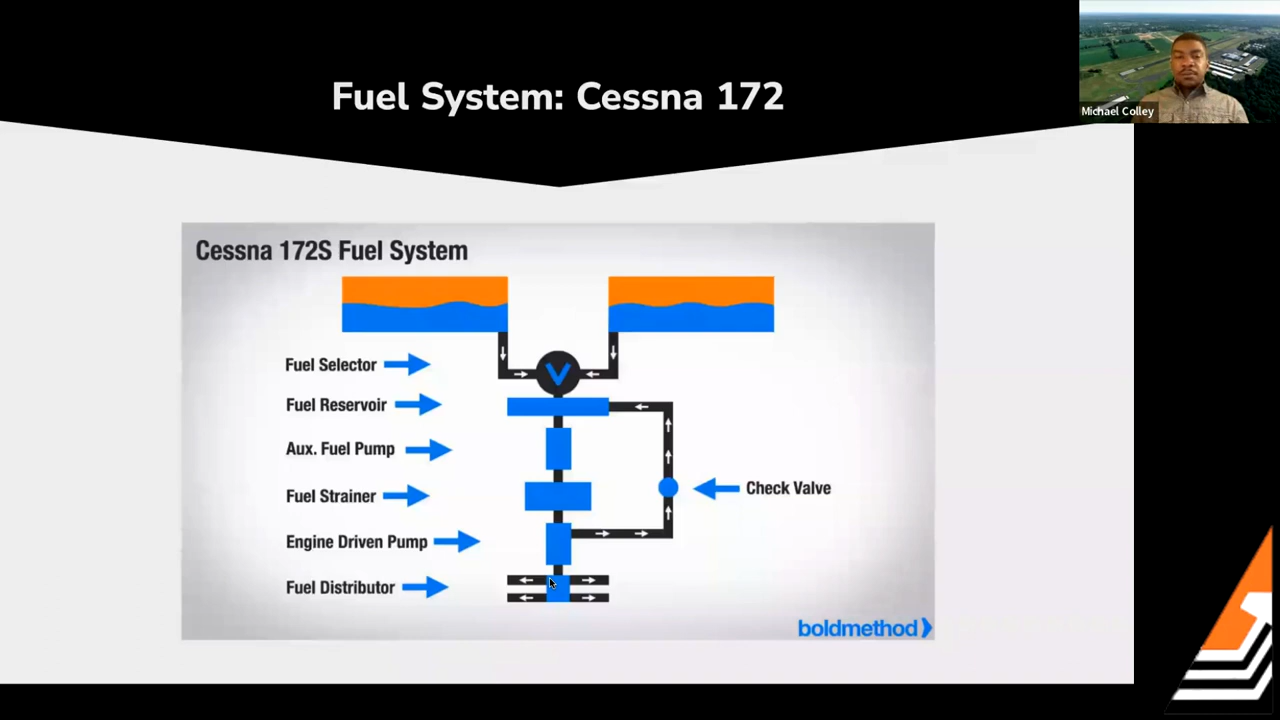 Fuel System: Cessna 172
Michael Colley
Cessna 172S Fuel System
Fuel Selector
Fuel Reservoir
Aux. Fuel Pump
Fuel Strainer
Check Valve
Engine Driven Pump
Fuel Distributor
boldmethod